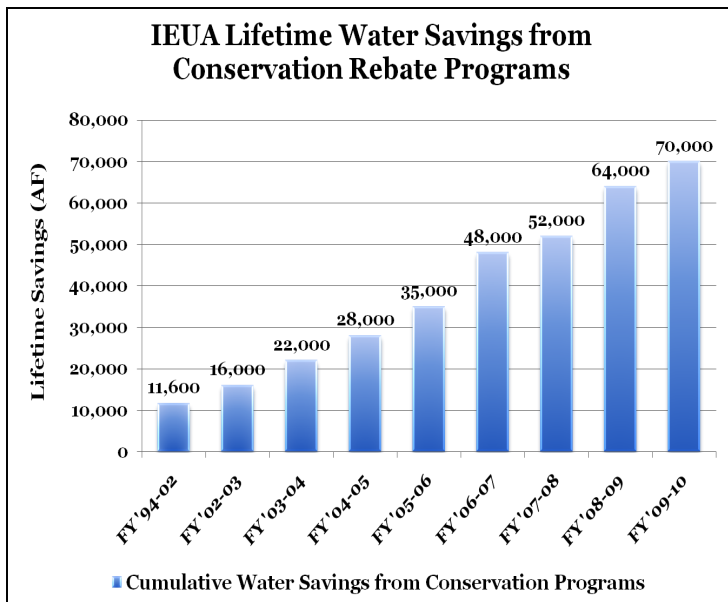 IEUA Lifetime Water Savings from
Conservation Rebate Programs
Lifetime Savings (AF)
80,000
70,000
60,000
50,000
40,000
30,000
20,000
10,000
0
11,600
16,000
22,000
28,000
35,000
48,000
52,000
64,000
70,000
FY'94-02
FY'02-03
FY'03-04
FY'04-05
FY'05-06
FY'06-07
FY'07-08
FY'08-09
FY'09-10
Cumulative Water Savings from Conservation Programs